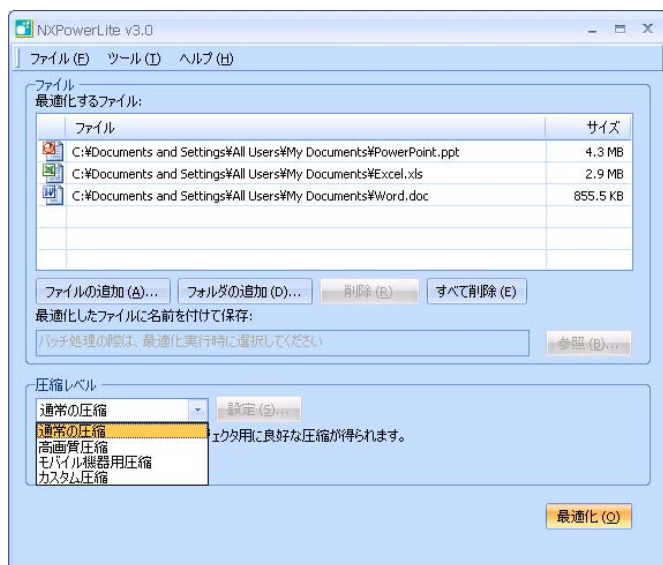 NXPowerLite v3.0
ファイル(F) ツール(T) ヘルプ(H)
ファイル
最適化するファイル:
ファイル サイズ
C:¥Documents and Settings¥All Users¥My Documents¥PowerPoint.ppt 4.3 MB
C:¥Documents and Settings¥All Users¥My Documents¥Excel.xls 2.9 MB
C:¥Documents and Settings¥All Users¥My Documents¥Word.doc 855.5 KB
ファイルの追加(A)... フォルダの追加(D)... 削除(R) すべて削除(E)
最適化したファイルに名前を付けて保存:
バッチ処理の際は、最適化実行時に選択してください 参照(B)...
圧縮レベル
通常の圧縮 設定(S)...
通常の圧縮
ェクタ用に良好な圧縮が得られます。
高画質圧縮
モバイル機器用圧縮
カスタム圧縮
最適化(O)